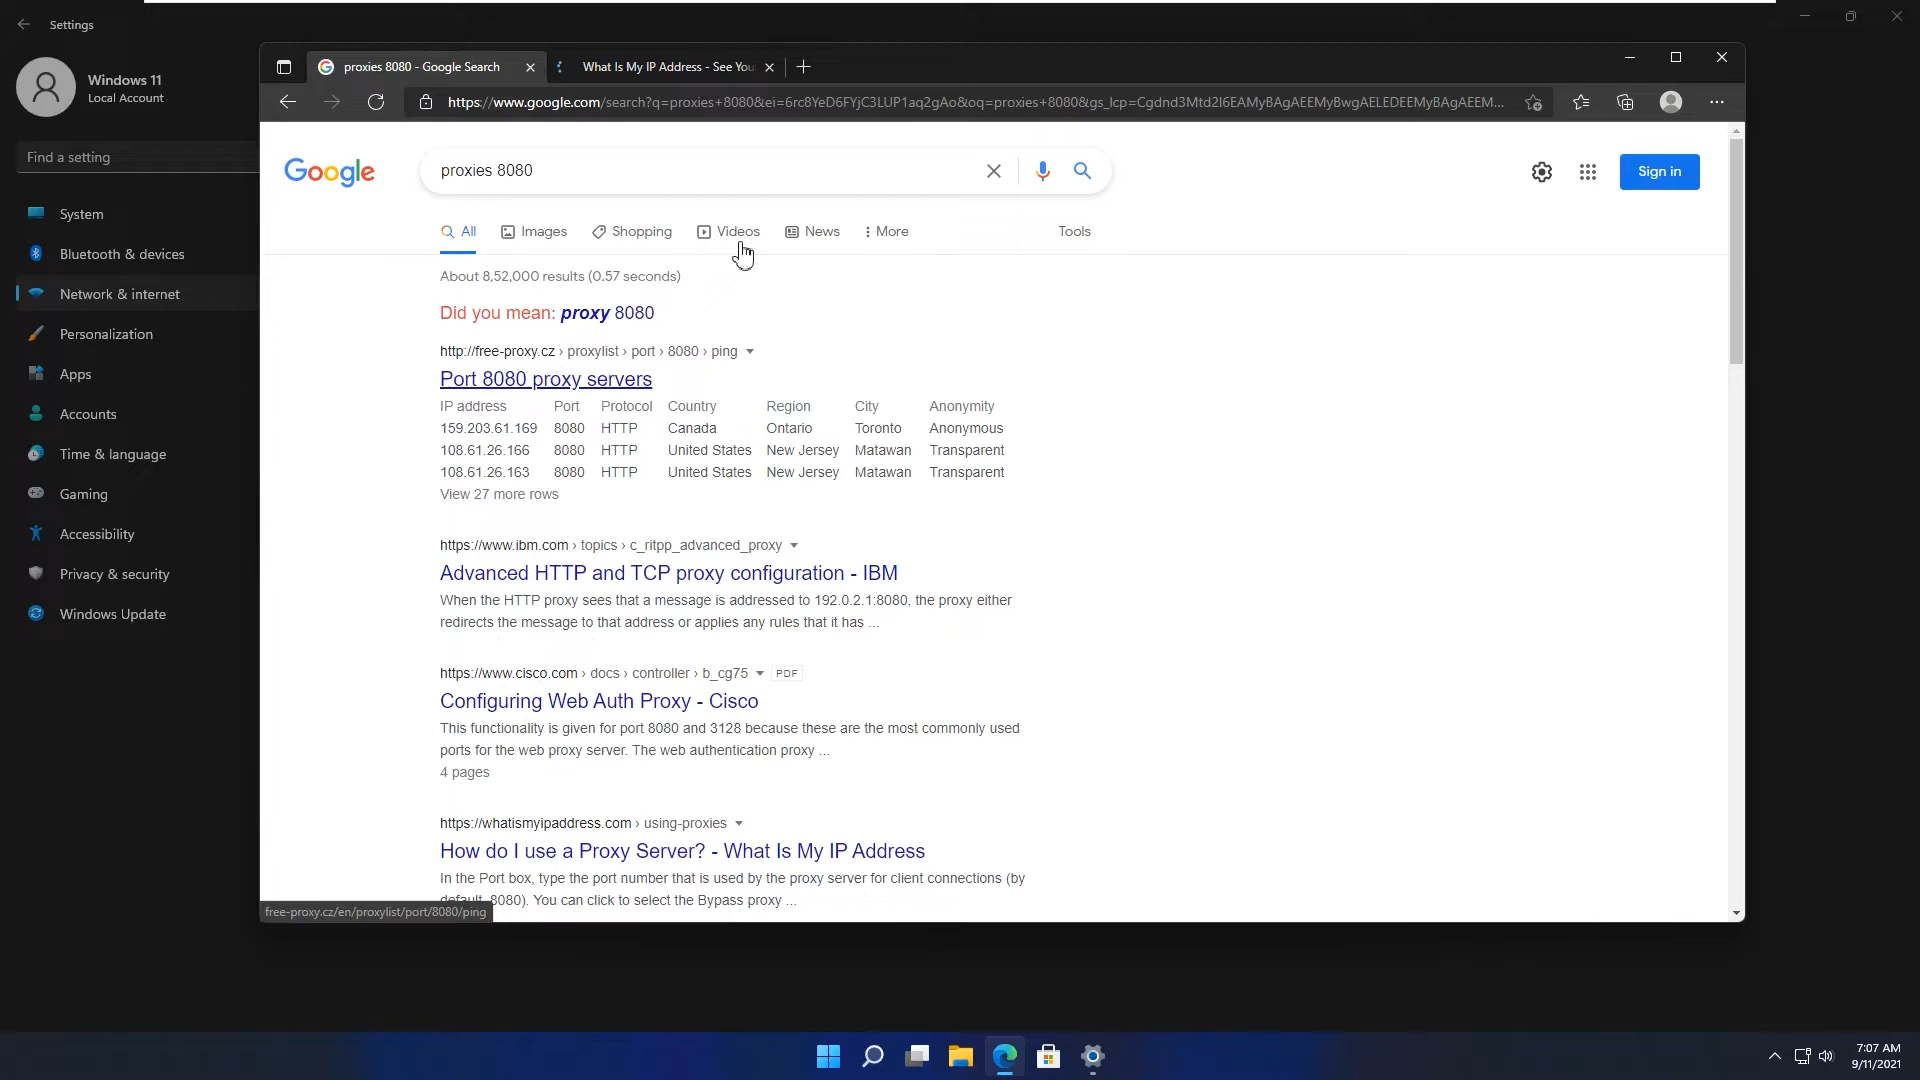 Settings
Windows 11
Local Account
Find a setting
System
Bluetooth & devices
Network & internet
Personalization
Apps
Accounts
Time & language
Gaming
Accessibility
Privacy & security
Windows Update
proxies 8080 - Google Search
What Is My IP Address - See You
https://www.google.com/search?q=proxies+8080&ei=6rc8YeD6FYjC3LUP1aq2gAo&oq=proxies+8080&gs_lcp=Cgdnd3Mtd2l6EAMyBAgAEEMyBwgAELEDEEMyBAgAEEM...
Google
proxies 8080
Sign in
All
Images
Shopping
Videos
News
More
Tools
About 8,52,000 results (0.57 seconds)
Did you mean: proxy 8080
http://free-proxy.cz › proxylist › port › 8080 › ping
Port 8080 proxy servers
IP address Port Protocol Country Region City Anonymity
159.203.61.169 8080 HTTP Canada Ontario Toronto Anonymous
108.61.26.166 8080 HTTP United States New Jersey Matawan Transparent
108.61.26.163 8080 HTTP United States New Jersey Matawan Transparent
View 27 more rows
https://www.ibm.com › topics › c_ritpp_advanced_proxy
Advanced HTTP and TCP proxy configuration - IBM
When the HTTP proxy sees that a message is addressed to 192.0.2.1:8080, the proxy either
redirects the message to that address or applies any rules that it has ...
https://www.cisco.com › docs › controller › b_cg75 PDF
Configuring Web Auth Proxy - Cisco
This functionality is given for port 8080 and 3128 because these are the most commonly used
ports for the web proxy server. The web authentication proxy ...
4 pages
https://whatismyipaddress.com › using-proxies
How do I use a Proxy Server? - What Is My IP Address
In the Port box, type the port number that is used by the proxy server for client connections (by
default, 8080). You can click to select the Bypass proxy ...
free-proxy.cz/en/proxylist/port/8080/ping
7:07 AM
9/11/2021